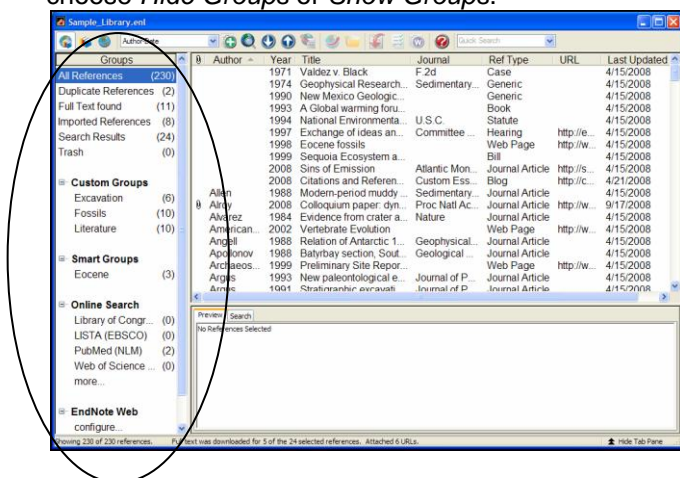 choose Hide Groups or Show Groups.
Sample_Library.enl
Author-Date Quick Search
Groups
All References (230)
Duplicate References (2)
Full Text found (11)
Imported References (8)
Search Results (24)
Trash (0)
Custom Groups
Excavation (6)
Fossils (10)
Literature (10)
Smart Groups
Eocene (3)
Online Search
Library of Congr... (0)
LISTA (EBSCO) (0)
PubMed (NLM) (2)
Web of Science ... (0)
more...
EndNote Web
configure...
Author Year Title Journal Ref Type URL Last Updated
1971 Valdez v. Black F.2d Case 4/15/2008
1974 Geophysical Research... Sedimentary... Generic 4/15/2008
1990 New Mexico Geologic... Generic 4/15/2008
1993 A Global warming foru... Book 4/15/2008
1994 National Environmenta... U.S.C. Statute 4/15/2008
1997 Exchange of ideas an... Committee ... Hearing http://e... 4/15/2008
1998 Eocene fossils Web Page http://w... 4/15/2008
1999 Sequoia Ecosystem a... Bill 4/15/2008
2008 Sins of Emission Atlantic Mon... Journal Article http://s... 4/15/2008
2008 Citations and Referen... Custom Ess... Blog http://c... 4/21/2008
Allen 1988 Modern-period muddy ... Sedimentary... Journal Article 4/15/2008
Alroy 2008 Colloquium paper: dyn... Proc Natl Ac... Journal Article http://w... 9/17/2008
Alvarez 1984 Evidence from crater a... Nature Journal Article 4/15/2008
American... 2002 Vertebrate Evolution Web Page http://w... 4/15/2008
Angell 1988 Relation of Antarctic 1... Geophysical... Journal Article 4/15/2008
Apollonov 1988 Batyrbay section, Sout... Geological ... Journal Article 4/15/2008
Archaeos... 1999 Preliminary Site Repor... Web Page http://w... 4/15/2008
Argus 1993 New paleontological e... Journal of P... Journal Article 4/15/2008
Argus 1991 Stratigraphic excavati... Journal of P... Journal Article 4/15/2008
Preview Search
No References Selected
Showing 230 of 230 references. Full text was downloaded for 5 of the 24 selected references. Attached 6 URLs. Hide Tab Pane